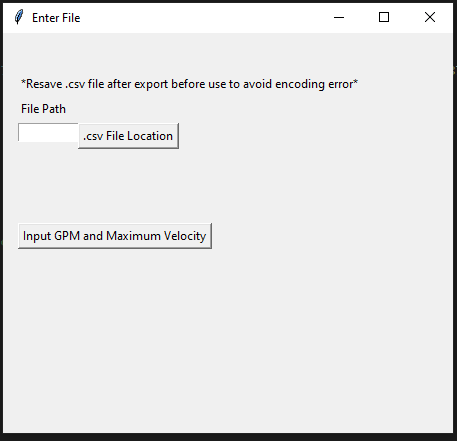 Enter File
*Resave .csv file after export before use to avoid encoding error*
File Path
.csv File Location
Input GPM and Maximum Velocity